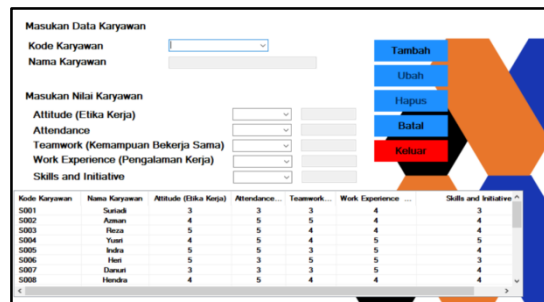 Masukan Data Karyawan
Kode Karyawan
Nama Karyawan
Tambah
Ubah
Hapus
Batal
Keluar
Masukan Nilai Karyawan
Attitude (Etika Kerja)
Attendance
Teamwork (Kemampuan Bekerja Sama)
Work Experience (Pengalaman Kerja)
Skills and Initiative
Kode Karyawan Nama Karyawan Attitude (Etika Kerja) Attendance... Teamwork... Work Experience ... Skills and Initiative
S001 Suriadi 3 3 3 4 3
S002 Azman 4 5 5 4 4
S003 Reza 5 5 4 4 4
S004 Yusri 4 5 4 5 5
S005 Indra 5 3 5 5 4
S006 Heri 5 3 3 5 3
S007 Danuri 3 3 3 5 4
S008 Hendra 4 5 4 5 4